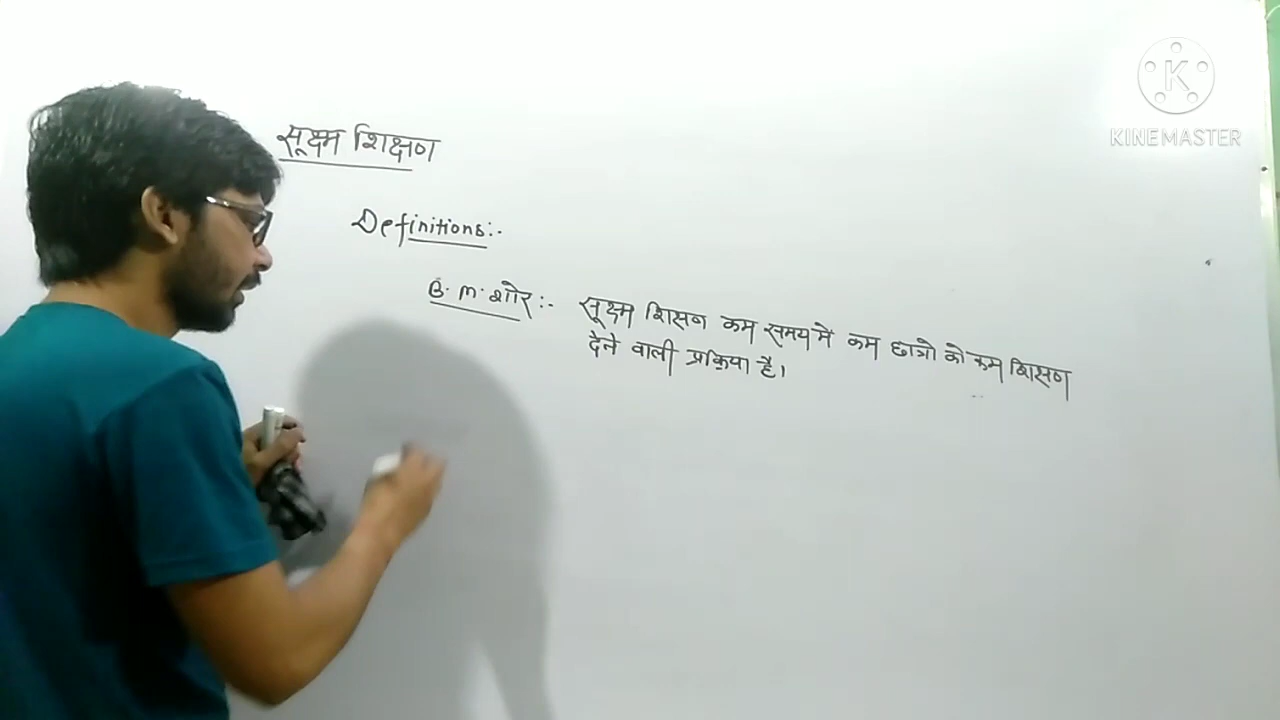 सूक्ष्म शिक्षण
Definitions:-
B. M. शोर :- सूक्ष्म शिक्षण कम समय मे कम छात्रो को कम शिक्षण
देने वाली प्रक्रिया है।
K
KINEMASTER